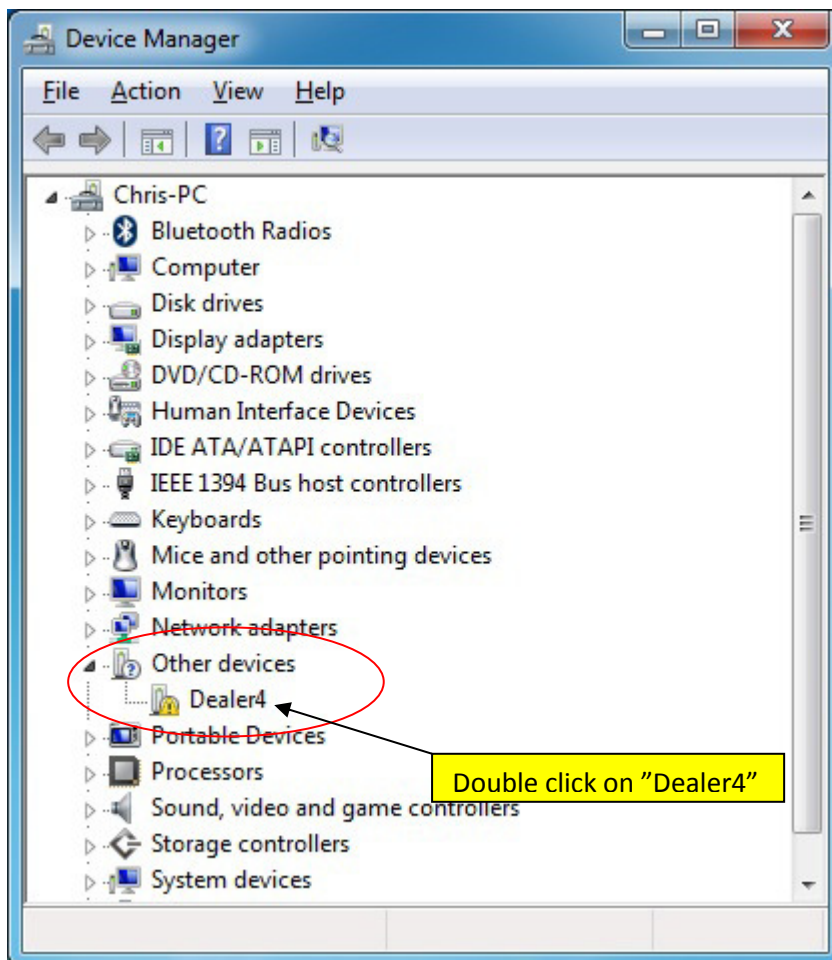 Device Manager
File Action View Help
Chris-PC
Bluetooth Radios
Computer
Disk drives
Display adapters
DVD/CD-ROM drives
Human Interface Devices
IDE ATA/ATAPI controllers
IEEE 1394 Bus host controllers
Keyboards
Mice and other pointing devices
Monitors
Network adapters
Other devices
Dealer4
Portable Devices
Processors
Double click on ”Dealer4”
Sound, video and game controllers
Storage controllers
System devices